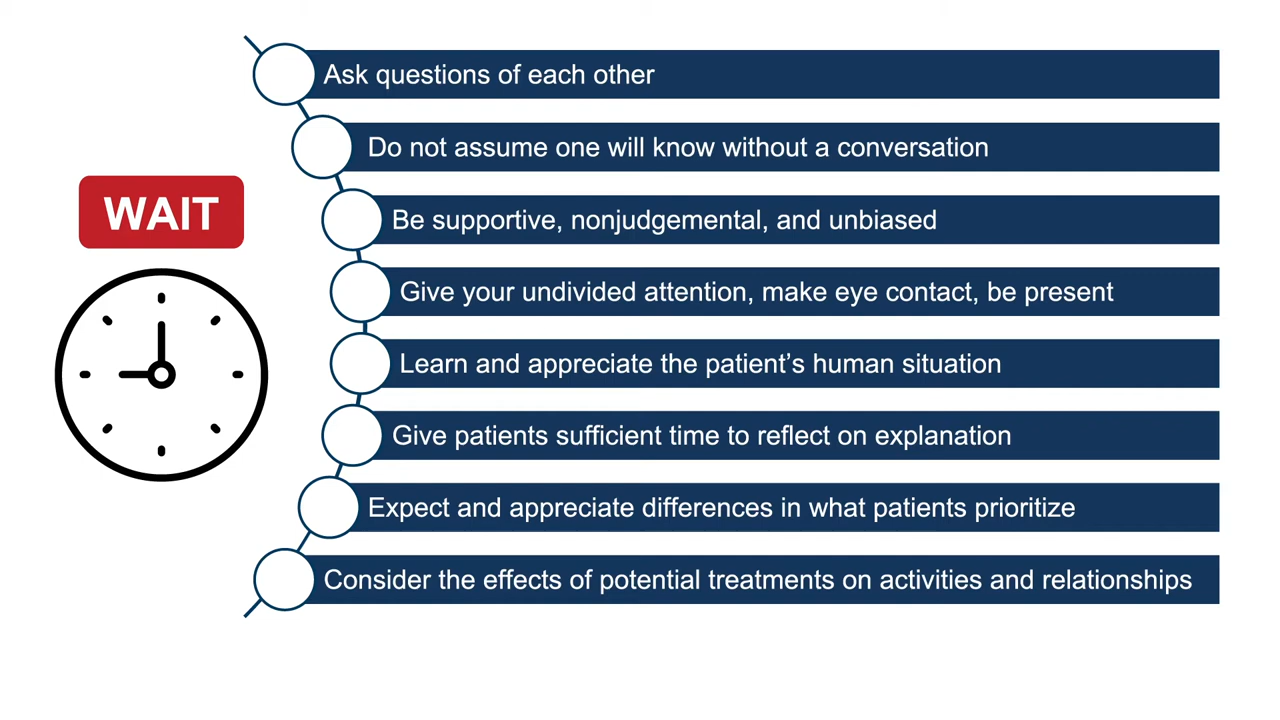 WAIT
Ask questions of each other
Do not assume one will know without a conversation
Be supportive, nonjudgemental, and unbiased
Give your undivided attention, make eye contact, be present
Learn and appreciate the patient’s human situation
Give patients sufficient time to reflect on explanation
Expect and appreciate differences in what patients prioritize
Consider the effects of potential treatments on activities and relationships